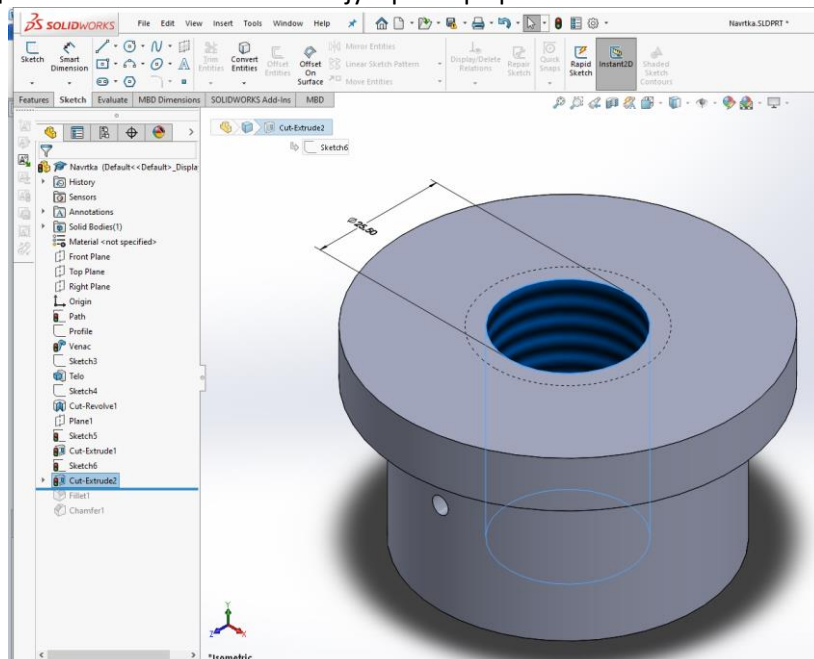 SOLIDWORKS File Edit View Insert Tools Window Help Navrtka.SLDPRT *
Sketch Smart Dimension Trim Entities Convert Entities Offset Entities Offset On Surface Mirror Entities Linear Sketch Pattern Move Entities Display/Delete Relations Repair Sketch Quick Snaps Rapid Sketch Instant2D Shaded Sketch Contours
Features Sketch Evaluate MBD Dimensions SOLIDWORKS Add-Ins MBD
Cut-Extrude2
Sketch6
Navrtka (Default<<Default>_Displa
History
Sensors
Annotations
Solid Bodies(1)
Material <not specified>
Front Plane
Top Plane
Right Plane
Origin
Path
Profile
Venac
Sketch3
Telo
Sketch4
Cut-Revolve1
Plane1
Sketch5
Cut-Extrude1
Sketch6
Cut-Extrude2
Fillet1
Chamfer1
⌀25.50
Y
Z X
*Isometric